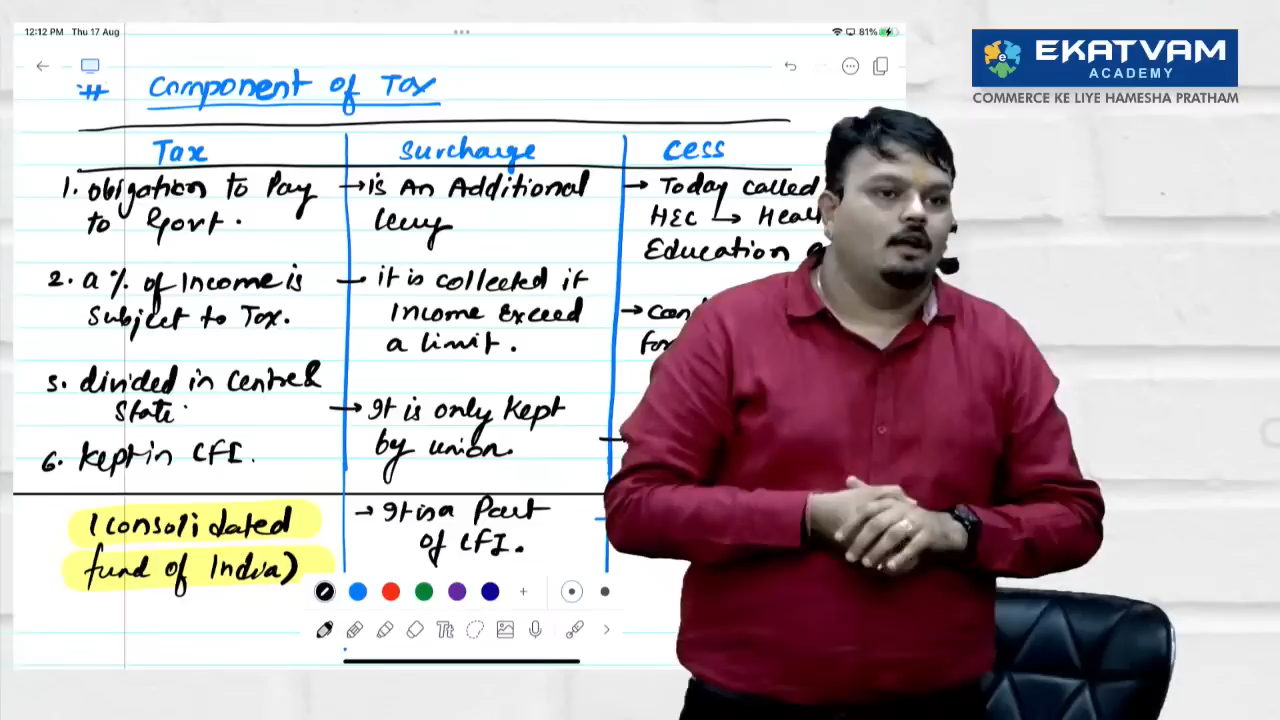 12:12 PM Thu 17 Aug
81%
EKATVAM
ACADEMY
COMMERCE KE LIYE HAMESHA PRATHAM
# Component of Tax
Tax
1. obigation to Pay
to Govt.
2. a % of Income is
Subject to Tax.
3. divided in Centre &
State.
6. Kept in CFI.
(Consolidated
fund of India)
Surcharge
→ is An Additional
levy
it is collected if
Income Exceed
a limit.
→ It is only Kept
by union.
→ It is a Part
of CFI.
Cess
→ Today called
HEC → Heal
Education
→
Tt